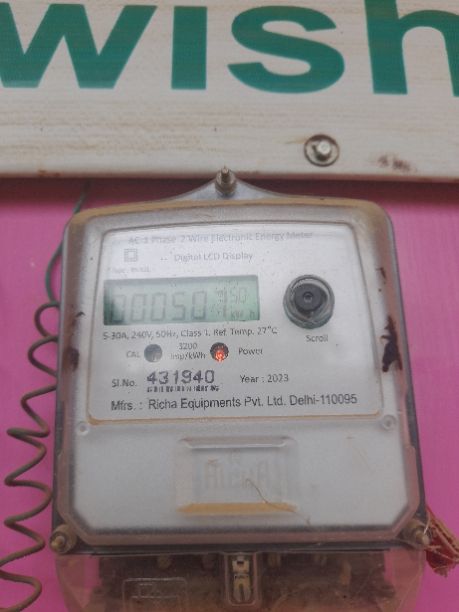 wish
AC 1 Phase 2 Wire Electronic Energy Meter
Digital LCD Display
5-30A, 240V, 50Hz, Class 1. Ref. Temp. 27°C
Scroll
CAL
3200
Imp/kWh
Power
Sl.No. 431940 Year : 2023
Mfrs. : Richa Equipments Pvt. Ltd. Delhi-110095